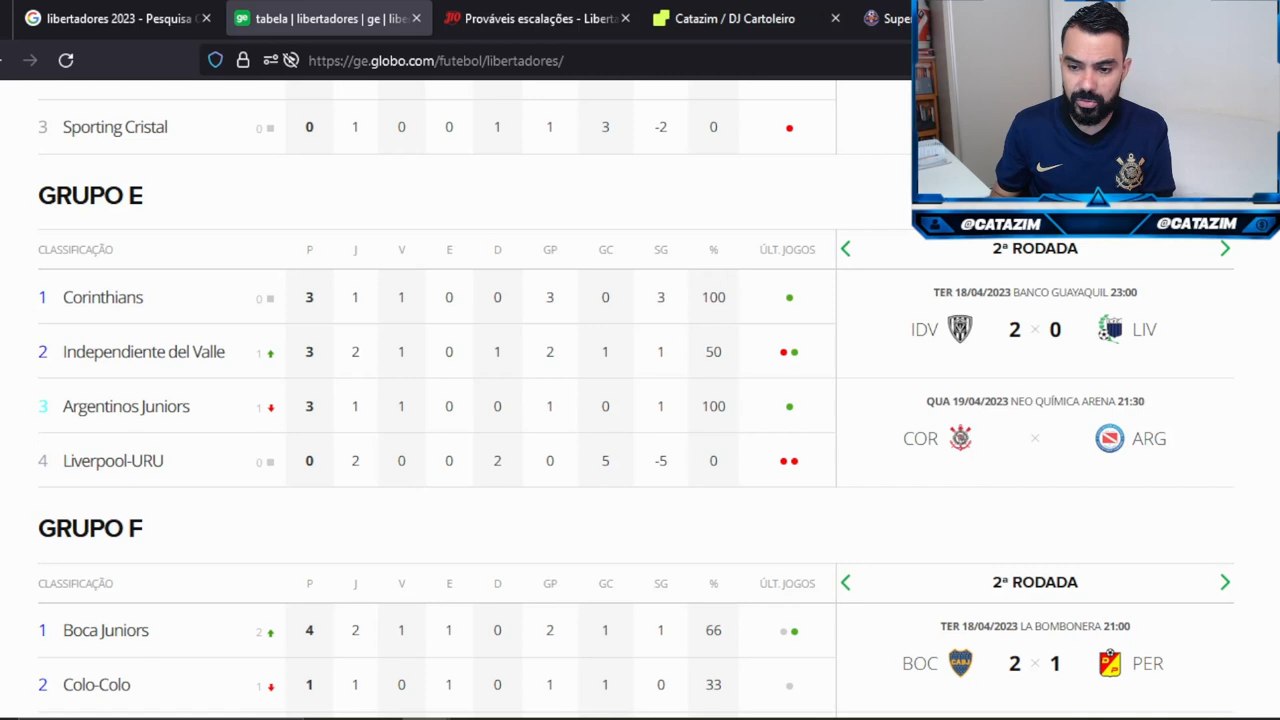 libertadores 2023 - Pesquisa
tabela | libertadores | ge | libe
Prováveis escalações - Libert
Catazim / DJ Cartoleiro
Supe
https://ge.globo.com/futebol/libertadores/
3 Sporting Cristal 0 0 1 0 0 1 1 3 -2 0
@CATAZIM @CATAZIM
GRUPO E
CLASSIFICAÇÃO P J V E D GP GC SG % ÚLT. JOGOS
2ª RODADA
1 Corinthians 0 3 1 1 0 0 3 0 3 100
2 Independiente del Valle 1 3 2 1 0 1 2 1 1 50
3 Argentinos Juniors 1 3 1 1 0 0 1 0 1 100
4 Liverpool-URU 0 0 2 0 0 2 0 5 -5 0
TER 18/04/2023 BANCO GUAYAQUIL 23:00
IDV 2 × 0 LIV
QUA 19/04/2023 NEO QUÍMICA ARENA 21:30
COR × ARG
GRUPO F
CLASSIFICAÇÃO P J V E D GP GC SG % ÚLT. JOGOS
2ª RODADA
1 Boca Juniors 2 4 2 1 1 0 2 1 1 66
2 Colo-Colo 1 1 1 0 1 0 1 1 0 33
TER 18/04/2023 LA BOMBONERA 21:00
BOC 2 × 1 PER